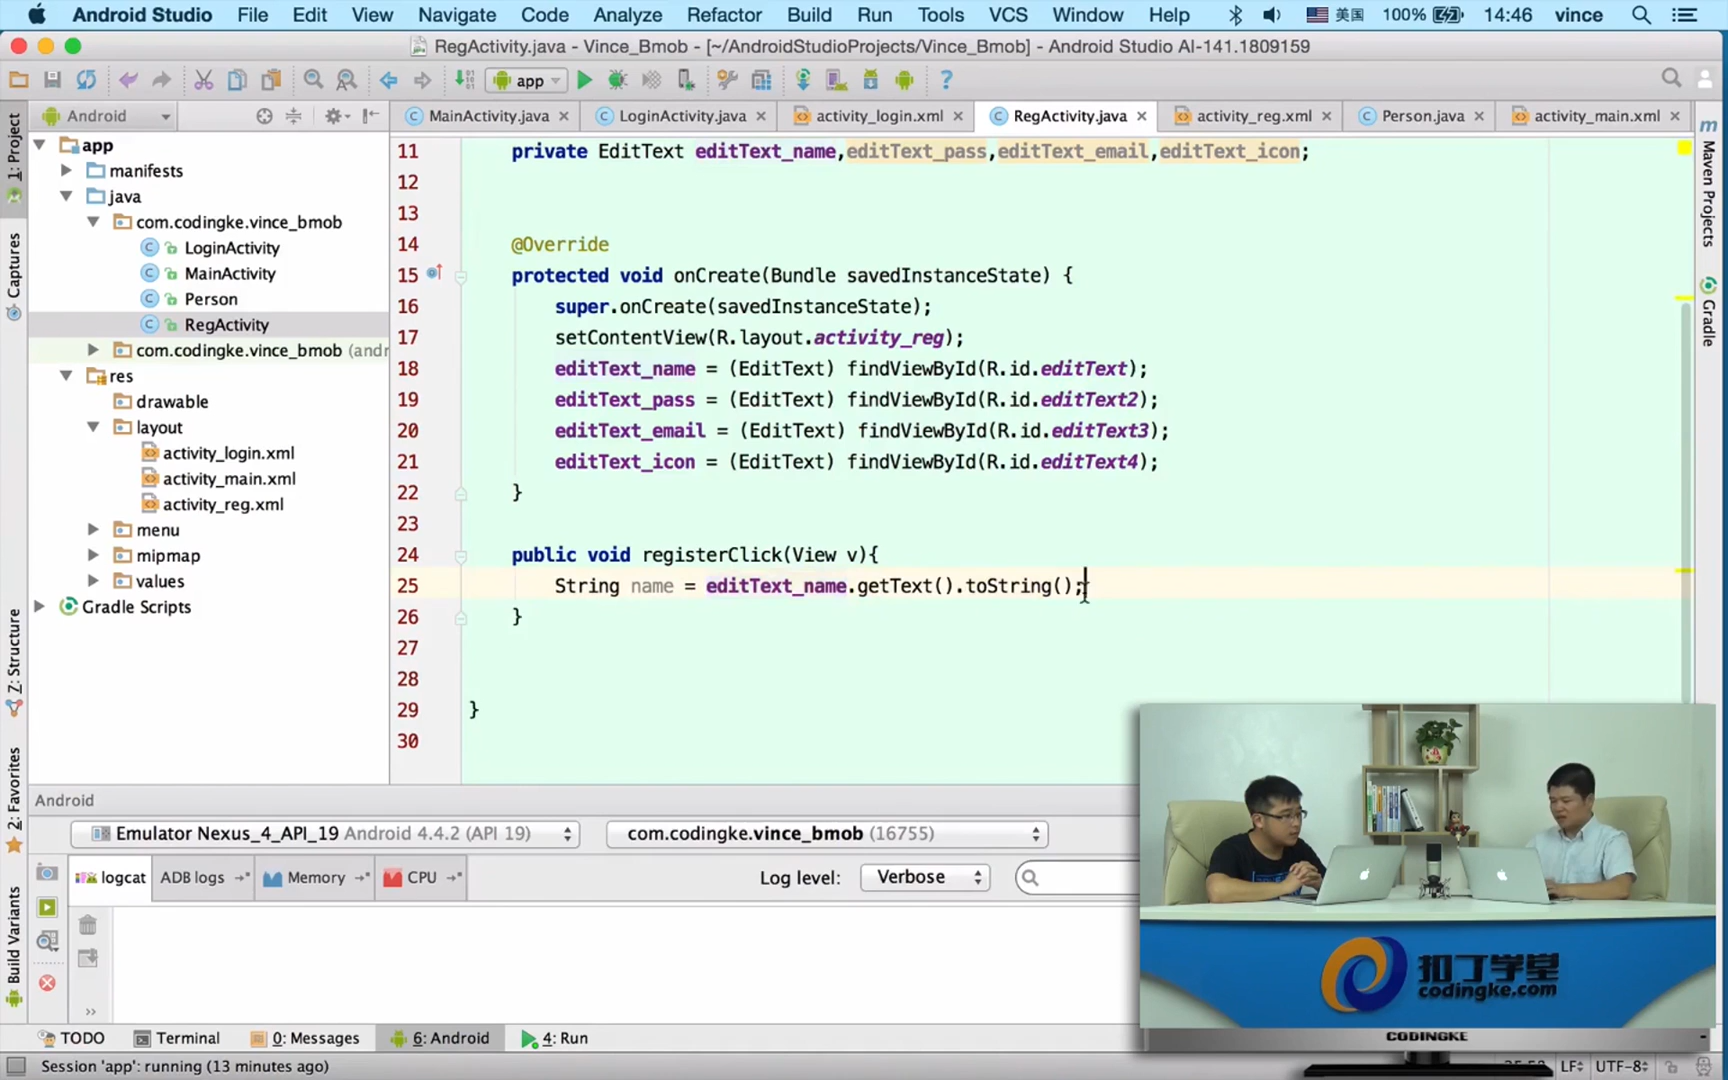 Android Studio File Edit View Navigate Code Analyze Refactor Build Run Tools VCS Window Help 美国 100% 14:46 vince
RegActivity.java - Vince_Bmob - [~/AndroidStudioProjects/Vince_Bmob] - Android Studio AI-141.1809159
app ?
1: Project
Captures
7: Structure
2: Favorites
Build Variants
Android
app
manifests
java
com.codingke.vince_bmob
LoginActivity
MainActivity
Person
RegActivity
com.codingke.vince_bmob (andr
res
drawable
layout
activity_login.xml
activity_main.xml
activity_reg.xml
menu
mipmap
values
Gradle Scripts
MainActivity.java LoginActivity.java activity_login.xml RegActivity.java activity_reg.xml Person.java activity_main.xml
11 private EditText editText_name,editText_pass,editText_email,editText_icon;
12
13
14 @Override
15 protected void onCreate(Bundle savedInstanceState) {
16 super.onCreate(savedInstanceState);
17 setContentView(R.layout.activity_reg);
18 editText_name = (EditText) findViewById(R.id.editText);
19 editText_pass = (EditText) findViewById(R.id.editText2);
20 editText_email = (EditText) findViewById(R.id.editText3);
21 editText_icon = (EditText) findViewById(R.id.editText4);
22 }
23
24 public void registerClick(View v){
25 String name = editText_name.getText().toString();
26 }
27
28
29 }
30
Maven Projects
Gradle
Android
Emulator Nexus_4_API_19 Android 4.4.2 (API 19) com.codingke.vince_bmob (16755)
logcat ADB logs Memory CPU Log level: Verbose
扣丁学堂
codingke.com
CODINGKE
TODO Terminal 0: Messages 6: Android 4: Run
Session 'app': running (13 minutes ago) LF UTF-8